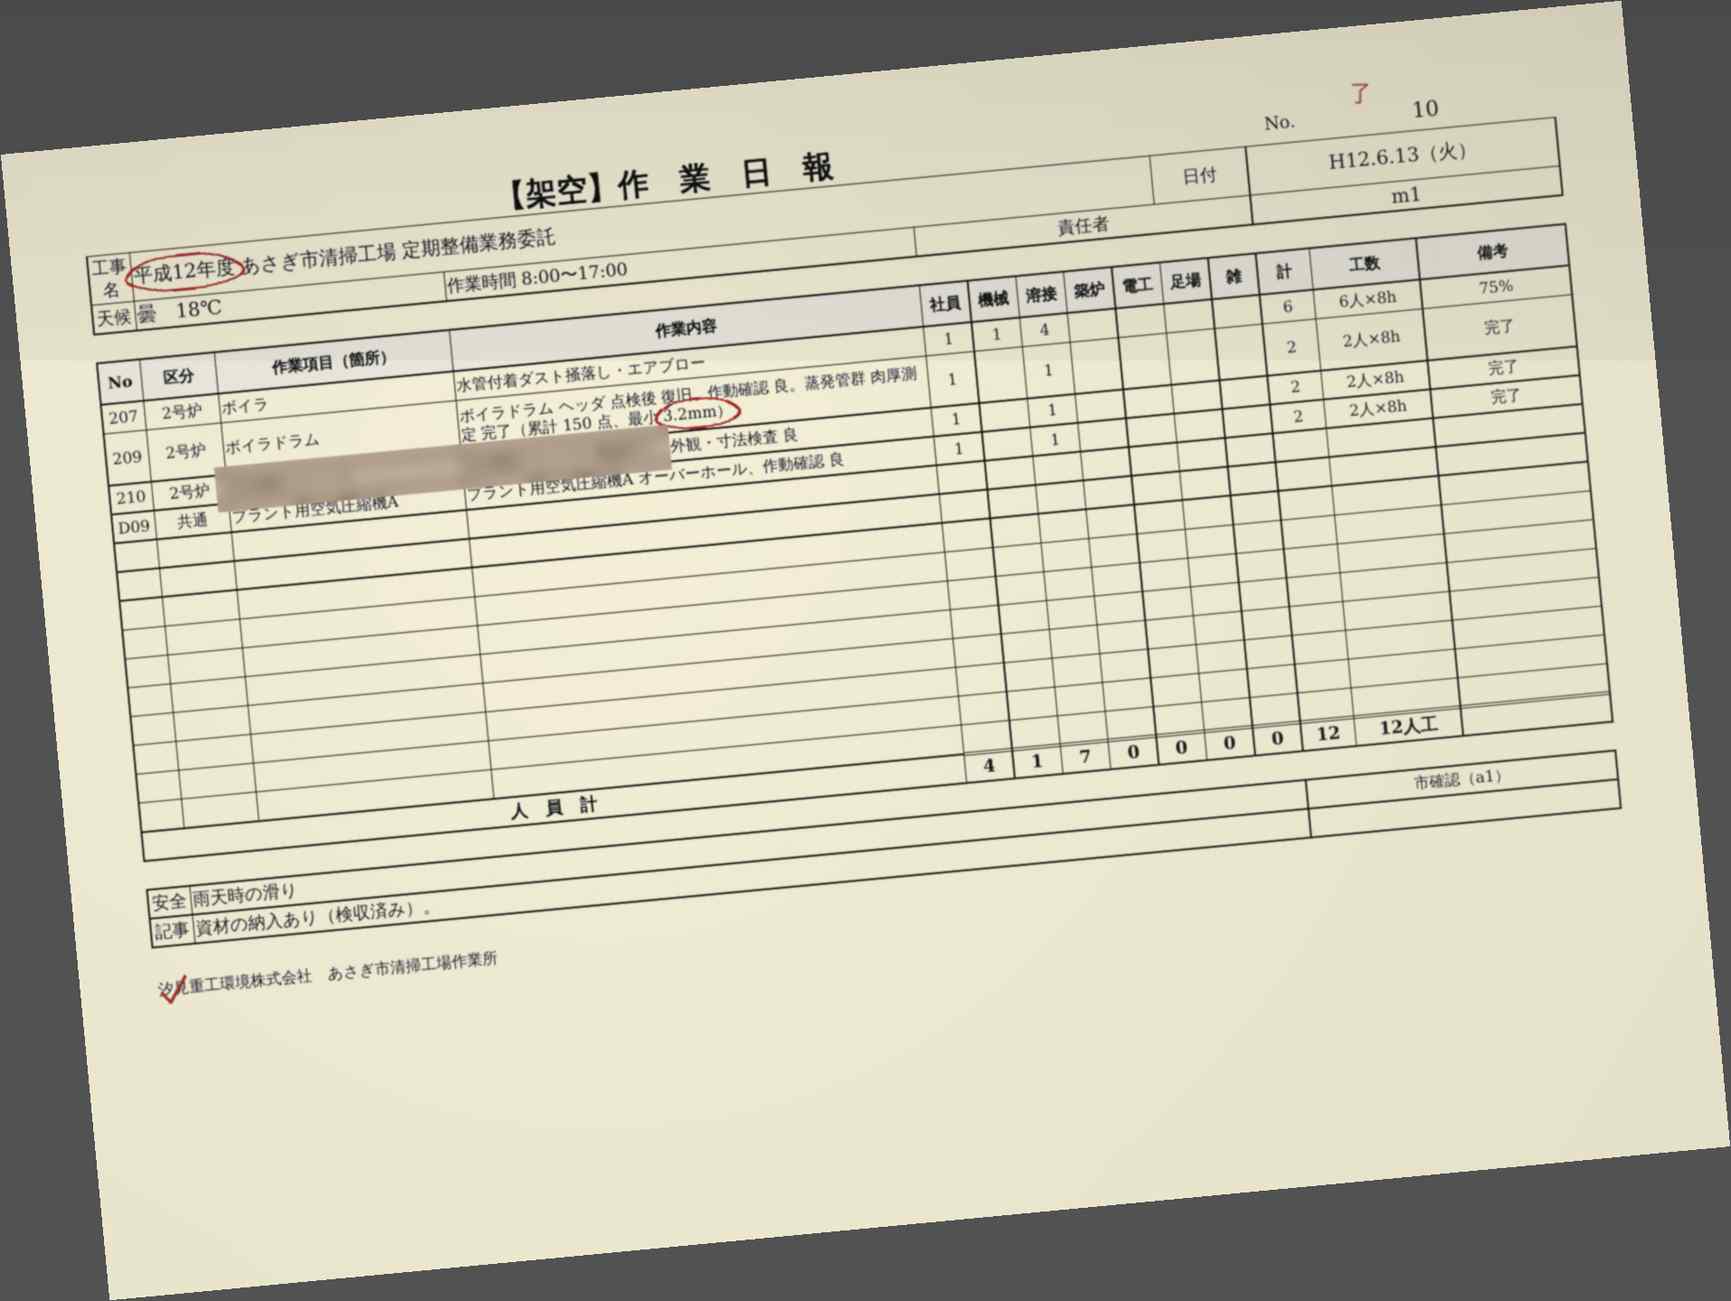 了
No. 10
【架空】作 業 日 報
工事名 平成12年度 あさぎ市清掃工場 定期整備業務委託 日付 H12.6.13（火）
天候 曇 18℃ 作業時間 8:00〜17:00 責任者 m1
No 区分 作業項目（箇所） 作業内容 社員 機械 溶接 築炉 電工 足場 雑 計 工数 備考
207 2号炉 ボイラ 水管付着ダスト掻落し・エアブロー 1 1 4 6 6人×8h 75%
209 2号炉 ボイラドラム ボイラドラム ヘッダ 点検後 復旧、作動確認 良。蒸発管群 肉厚測
定 完了（累計 150 点、最小 3.2mm） 1 1 2 2人×8h 完了
210 2号炉 外観・寸法検査 良 1 1 2 2人×8h 完了
D09 共通 プラント用空気圧縮機A プラント用空気圧縮機A オーバーホール、作動確認 良 1 1 2 2人×8h 完了
人 員 計 4 1 7 0 0 0 0 12 12人工
安全 雨天時の滑り 市確認（a1）
記事 資材の納入あり（検収済み）。
汐見重工環境株式会社 あさぎ市清掃工場作業所